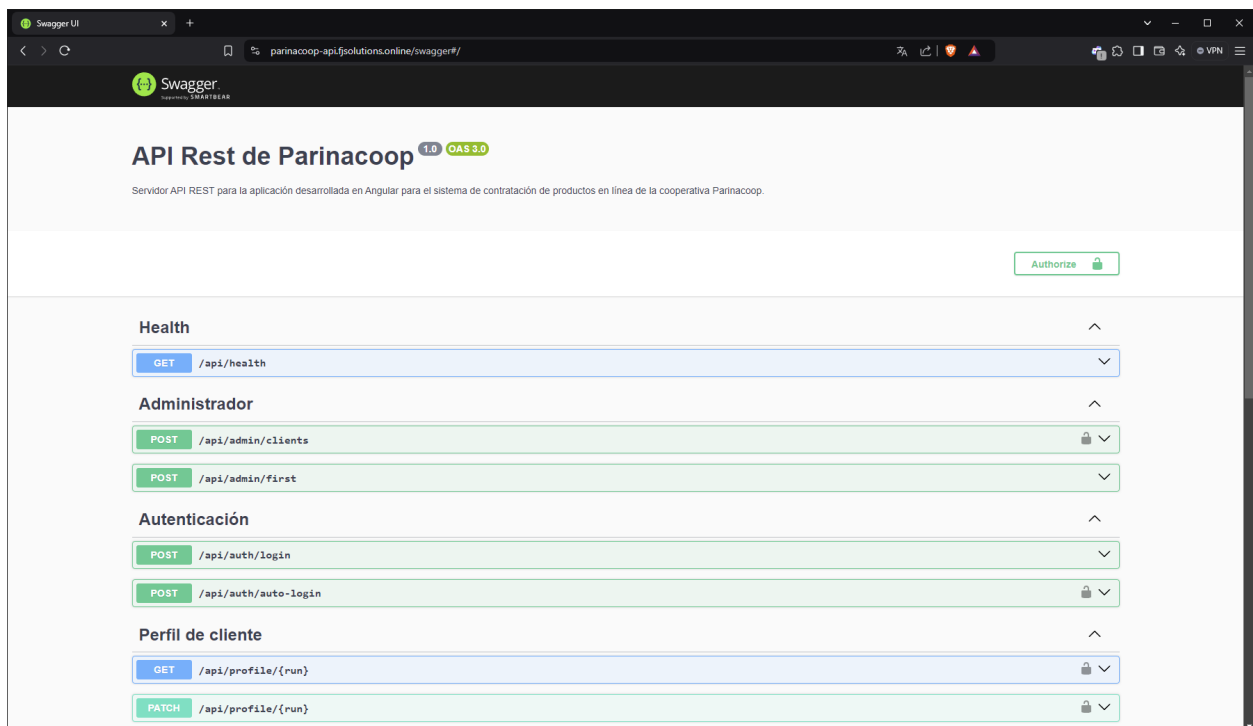 Swagger UI
parinacoop-api.fjsolutions.online/swagger#/
VPN
Swagger.
Supported by SMARTBEAR
API Rest de Parinacoop 1.0 OAS 3.0
Servidor API REST para la aplicación desarrollada en Angular para el sistema de contratación de productos en línea de la cooperativa Parinacoop.
Authorize
Health
GET /api/health
Administrador
POST /api/admin/clients
POST /api/admin/first
Autenticación
POST /api/auth/login
POST /api/auth/auto-login
Perfil de cliente
GET /api/profile/{run}
PATCH /api/profile/{run}